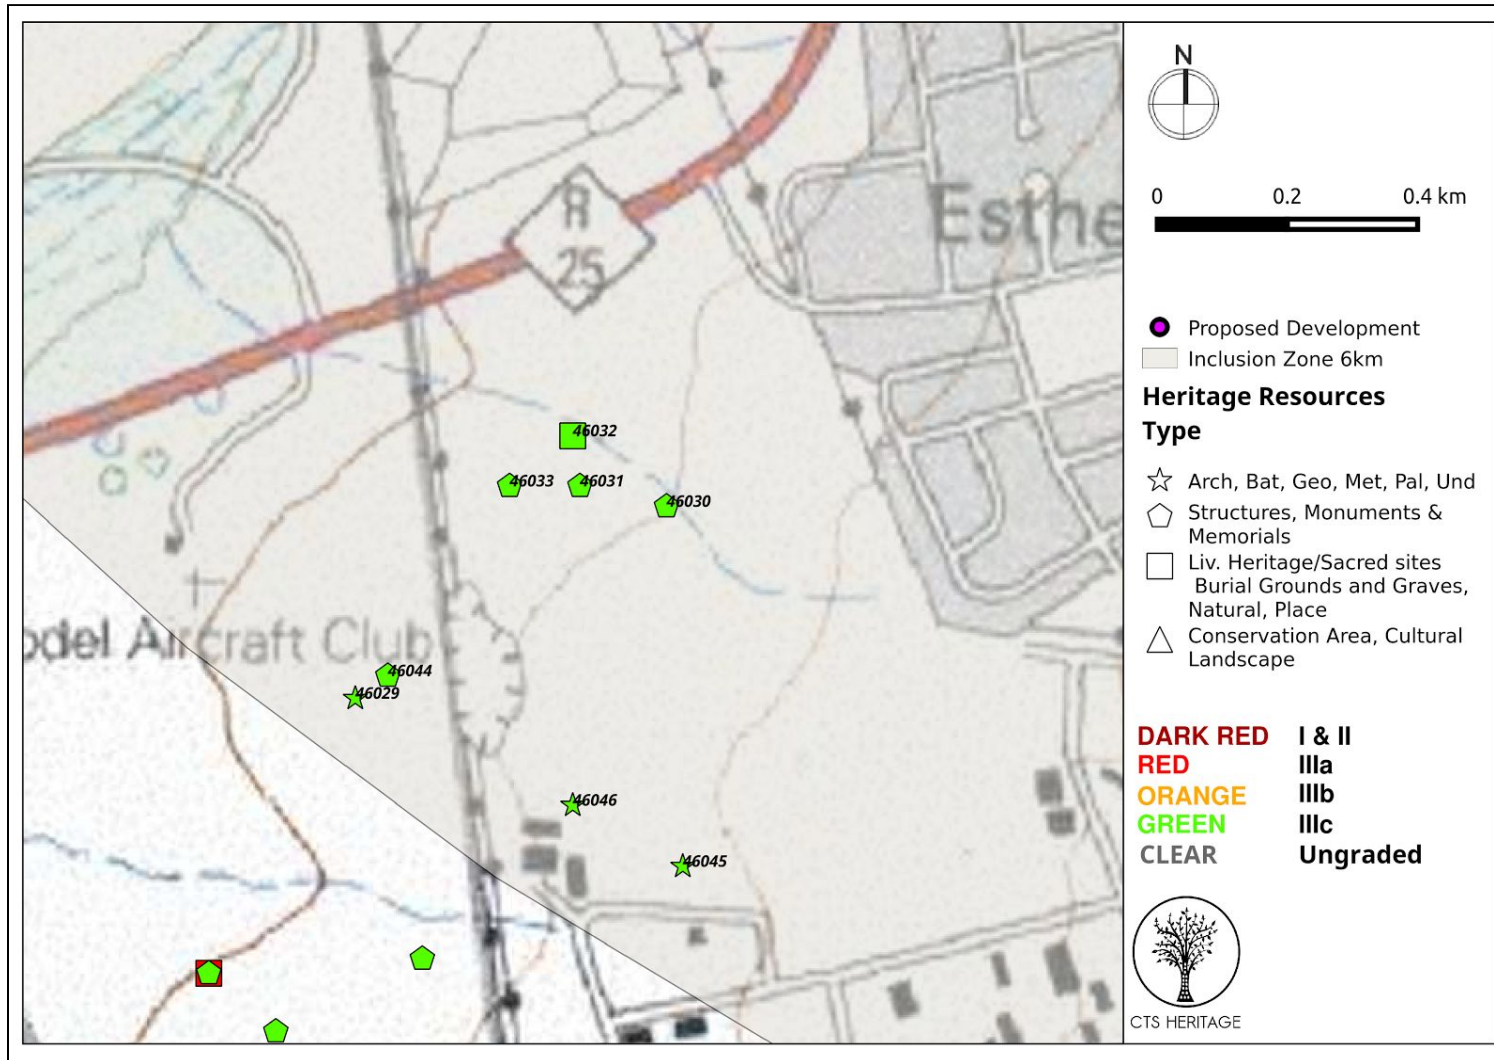 R
25
Esthe
46032
46033
46031
46030
odel Aircraft Club
46044
46029
46046
46045
N
0 0.2 0.4 km
Proposed Development
Inclusion Zone 6km
Heritage Resources
Type
Arch, Bat, Geo, Met, Pal, Und
Structures, Monuments &
Memorials
Liv. Heritage/Sacred sites
Burial Grounds and Graves,
Natural, Place
Conservation Area, Cultural
Landscape
DARK RED I & II
RED IIIa
ORANGE IIIb
GREEN IIIc
CLEAR Ungraded
CTS HERITAGE